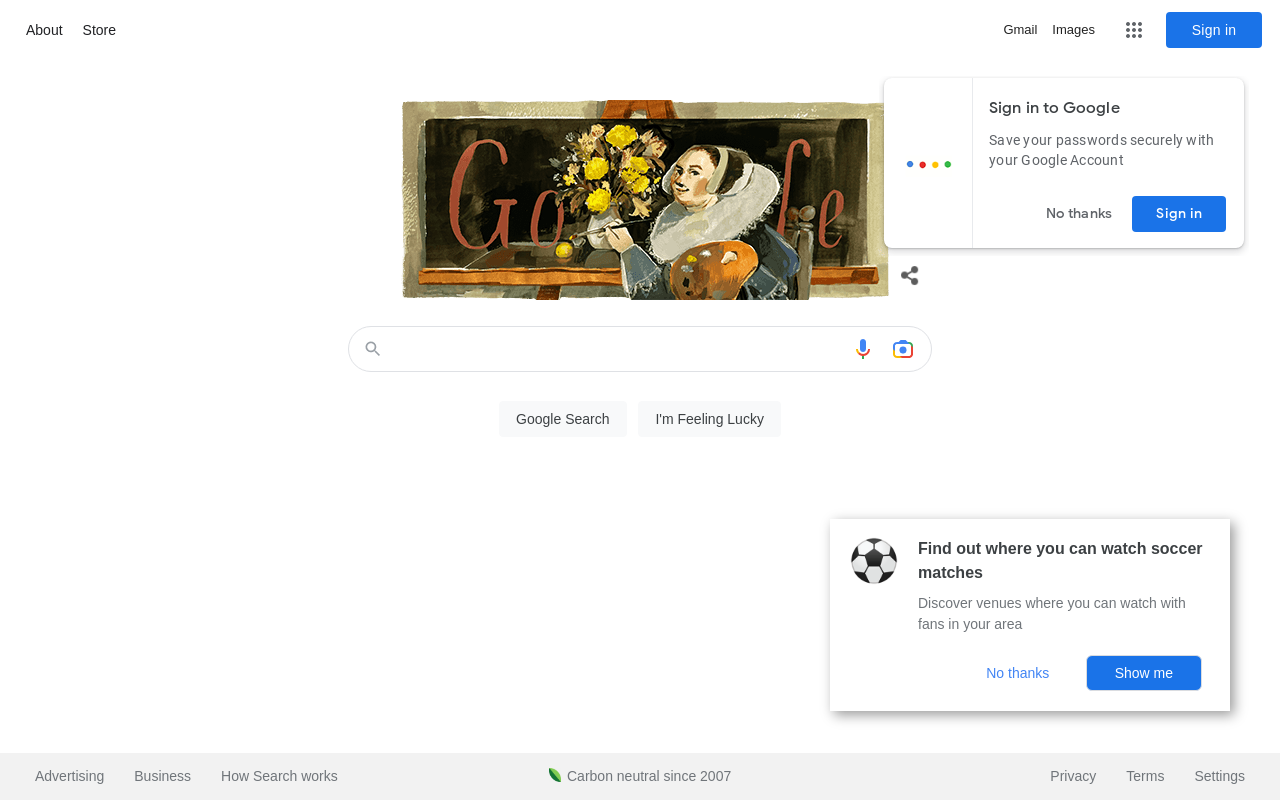 About
Store
Gmail
Images
Sign in
Google
Sign in to Google
Save your passwords securely with
your Google Account
No thanks
Sign in
Google Search
I'm Feeling Lucky
Find out where you can watch soccer
matches
Discover venues where you can watch with
fans in your area
No thanks
Show me
Advertising
Business
How Search works
Carbon neutral since 2007
Privacy
Terms
Settings